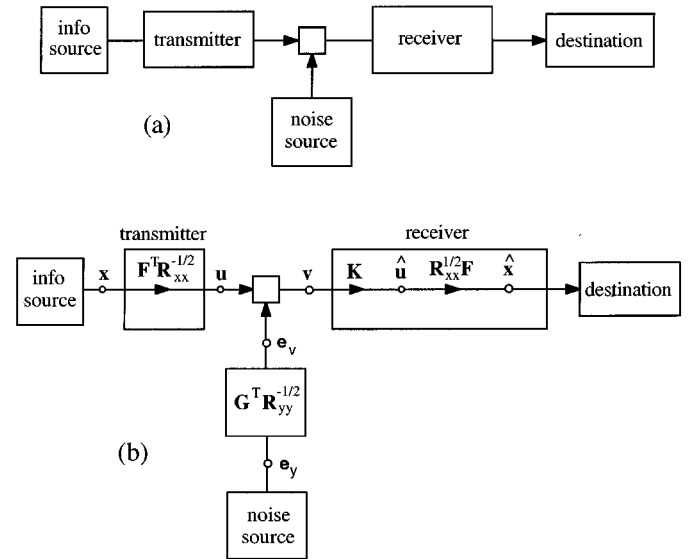 info
source
transmitter
receiver
destination
noise
source
(a)
transmitter
receiver
info
source
x
F^T R_xx^{-1/2}
u
v
K
û
R_xx^{1/2} F
x̂
destination
e_v
G^T R_yy^{-1/2}
(b)
e_y
noise
source